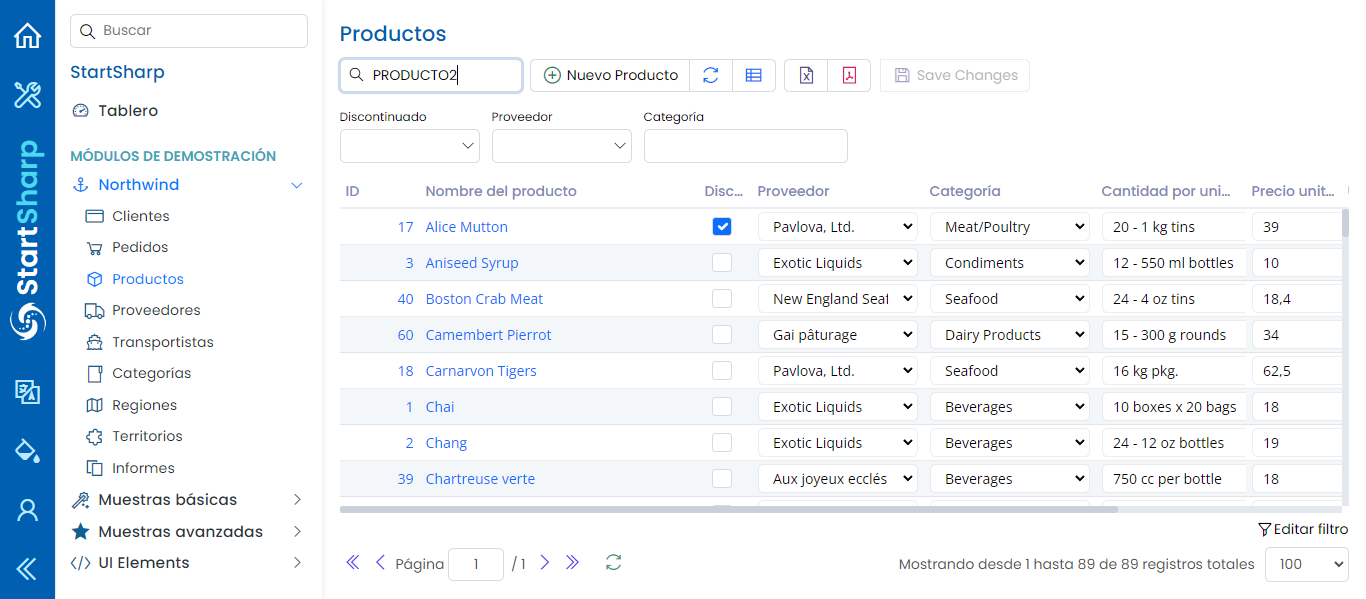 Buscar
StartSharp
Tablero
MÓDULOS DE DEMOSTRACIÓN
Northwind
Clientes
Pedidos
Productos
Proveedores
Transportistas
Categorías
Regiones
Territorios
Informes
Muestras básicas
Muestras avanzadas
UI Elements
StartSharp
Productos
PRODUCTO2 Nuevo Producto Save Changes
Discontinuado Proveedor Categoría
ID Nombre del producto Disc... Proveedor Categoría Cantidad por uni... Precio unit...
17 Alice Mutton Pavlova, Ltd. Meat/Poultry 20 - 1 kg tins 39
3 Aniseed Syrup Exotic Liquids Condiments 12 - 550 ml bottles 10
40 Boston Crab Meat New England Seaf Seafood 24 - 4 oz tins 18,4
60 Camembert Pierrot Gai pâturage Dairy Products 15 - 300 g rounds 34
18 Carnarvon Tigers Pavlova, Ltd. Seafood 16 kg pkg. 62,5
1 Chai Exotic Liquids Beverages 10 boxes x 20 bags 18
2 Chang Exotic Liquids Beverages 24 - 12 oz bottles 19
39 Chartreuse verte Aux joyeux ecclés Beverages 750 cc per bottle 18
Editar filtro
Página 1 / 1 Mostrando desde 1 hasta 89 de 89 registros totales 100